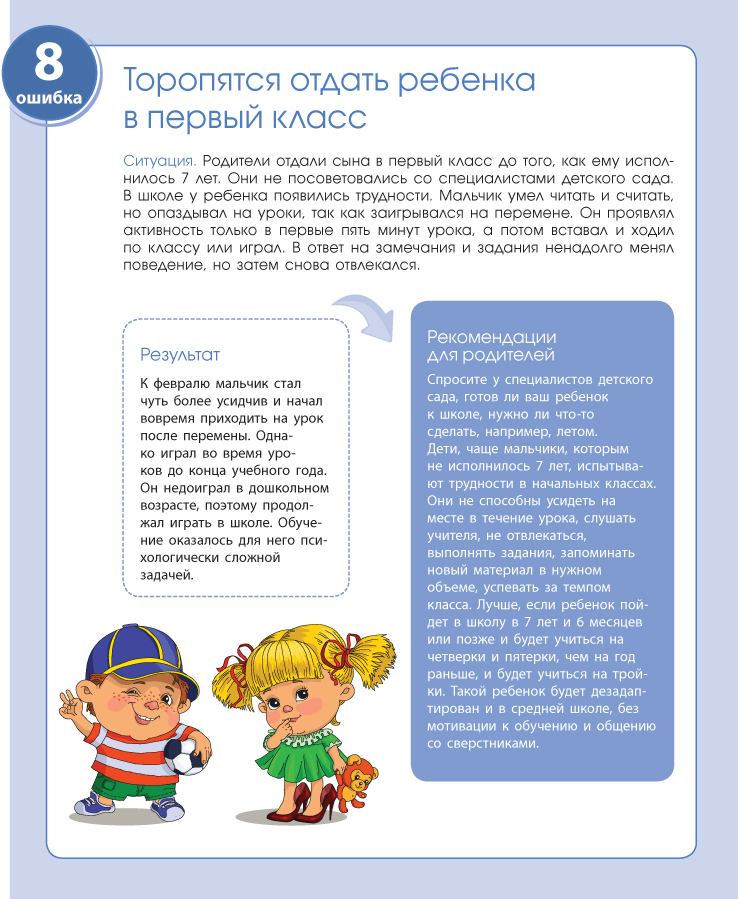 8
ошибка
Торопятся отдать ребенка
в первый класс
Ситуация. Родители отдали сына в первый класс до того, как ему испол-
нилось 7 лет. Они не посоветовались со специалистами детского сада.
В школе у ребенка появились трудности. Мальчик умел читать и считать,
но опаздывал на уроки, так как заигрывался на перемене. Он проявлял
активность только в первые пять минут урока, а потом вставал и ходил
по классу или играл. В ответ на замечания и задания ненадолго менял
поведение, но затем снова отвлекался.
Результат
К февралю мальчик стал
чуть более усидчив и начал
вовремя приходить на урок
после перемены. Одна-
ко играл во время уро-
ков до конца учебного года.
Он недоиграл в дошкольном
возрасте, поэтому продол-
жал играть в школе. Обуче-
ние оказалось для него пси-
хологически сложной
задачей.
Рекомендации
для родителей
Спросите у специалистов детского
сада, готов ли ваш ребенок
к школе, нужно ли что-то
сделать, например, летом.
Дети, чаще мальчики, которым
не исполнилось 7 лет, испытыва-
ют трудности в начальных классах.
Они не способны усидеть на
месте в течение урока, слушать
учителя, не отвлекаться,
выполнять задания, запоминать
новый материал в нужном
объеме, успевать за темпом
класса. Лучше, если ребенок пой-
дет в школу в 7 лет и 6 месяцев
или позже и будет учиться на
четверки и пятерки, чем на год
раньше, и будет учиться на трой-
ки. Такой ребенок будет дезадап-
тирован и в средней школе, без
мотивации к обучению и общению
со сверстниками.